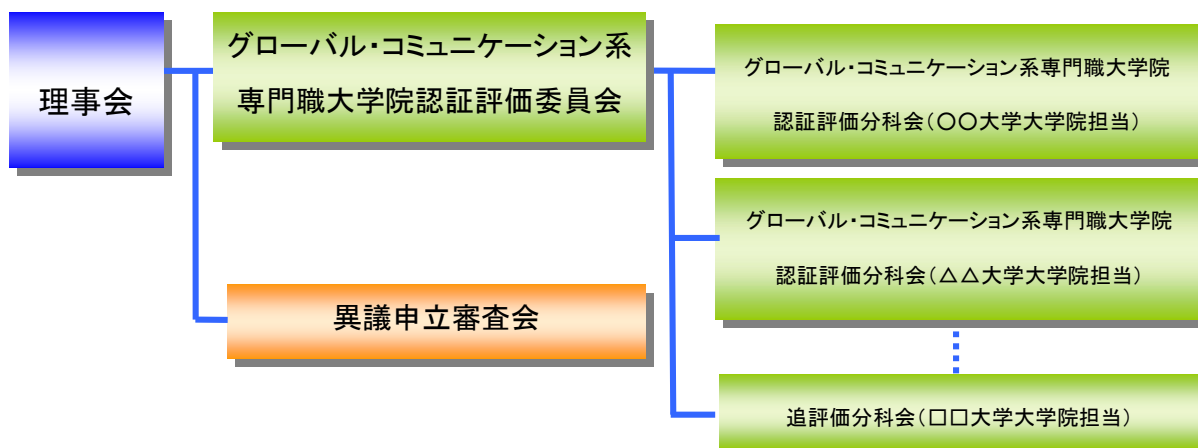 理事会
グローバル・コミュニケーション系
専門職大学院認証評価委員会
グローバル・コミュニケーション系専門職大学院
認証評価分科会(〇〇大学大学院担当)
グローバル・コミュニケーション系専門職大学院
認証評価分科会(△△大学大学院担当)
異議申立審査会
追評価分科会(□□大学大学院担当)